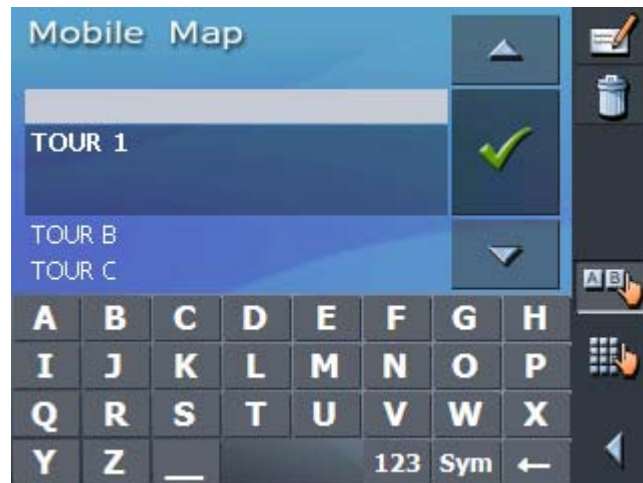 Mobile Map
TOUR 1
TOUR B
TOUR C
A B
A B C D E F G H
I J K L M N O P
Q R S T U V W X
Y Z _ 123 Sym ←